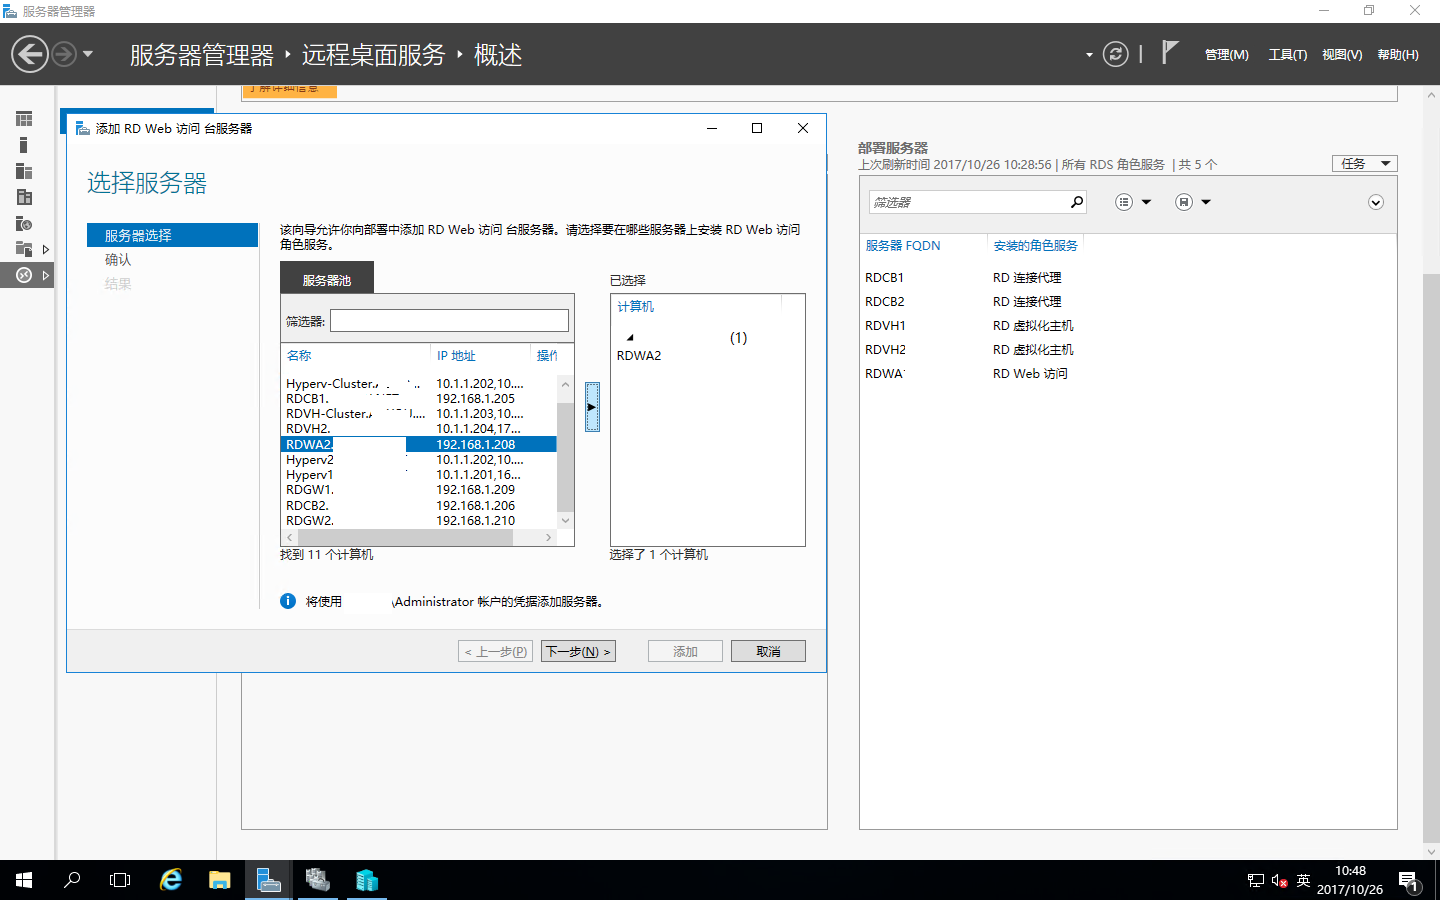 服务器管理器
服务器管理器 · 远程桌面服务 · 概述
管理(M) 工具(T) 视图(V) 帮助(H)
了解详细信息
添加 RD Web 访问 台服务器
选择服务器
服务器选择
确认
结果
该向导允许你向部署中添加 RD Web 访问 台服务器。请选择要在哪些服务器上安装 RD Web 访问
角色服务。
服务器池
筛选器:
名称 IP 地址 操作
Hyperv-Cluster. 10.1.1.202,10....
RDCB1. 192.168.1.205
RDVH-Cluster. 10.1.1.203,10....
RDVH2. 10.1.1.204,17...
RDWA2. 192.168.1.208
Hyperv2 10.1.1.202,10....
Hyperv1 10.1.1.201,16...
RDGW1. 192.168.1.209
RDCB2. 192.168.1.206
RDGW2. 192.168.1.210
找到 11 个计算机
已选择
计算机
(1)
RDWA2
选择了 1 个计算机
将使用 \Administrator 帐户的凭据添加服务器。
< 上一步(P) 下一步(N) > 添加 取消
部署服务器
上次刷新时间 2017/10/26 10:28:56 | 所有 RDS 角色服务 | 共 5 个
任务
筛选器
服务器 FQDN 安装的角色服务
RDCB1 RD 连接代理
RDCB2 RD 连接代理
RDVH1 RD 虚拟化主机
RDVH2 RD 虚拟化主机
RDWA1 RD Web 访问
英
10:48
2017/10/26
1